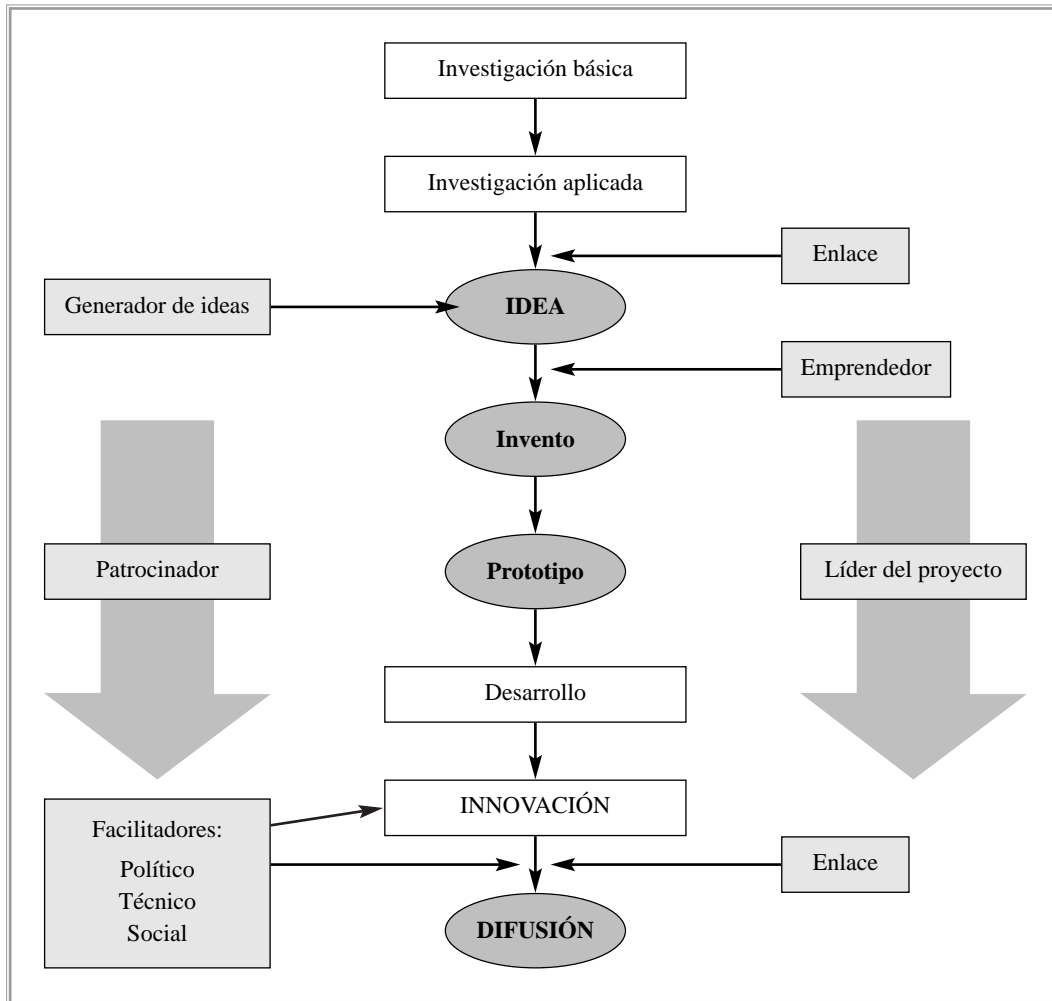 Investigación básica
Investigación aplicada
Enlace
Generador de ideas
IDEA
Emprendedor
Invento
Patrocinador
Prototipo
Líder del proyecto
Desarrollo
INNOVACIÓN
Facilitadores:
Político
Técnico
Social
Enlace
DIFUSIÓN